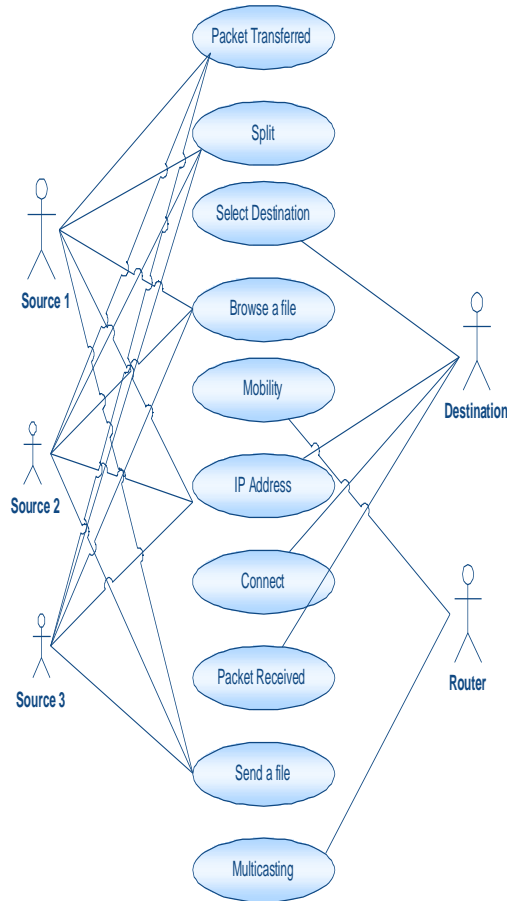 Packet Transferred
Split
Select Destination
Source 1
Browse a file
Mobility
Destination
Source 2
IP Address
Connect
Packet Received
Router
Source 3
Send a file
Multicasting